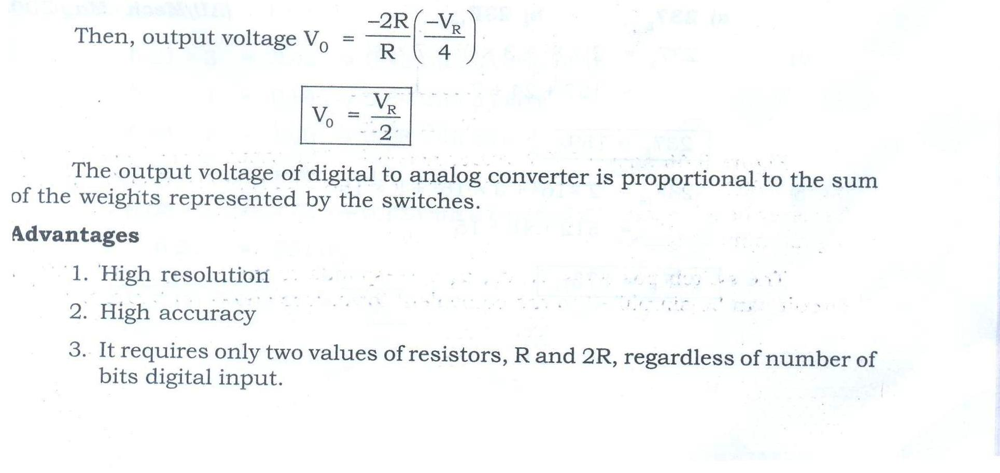 Then, output voltage V₀ = −2R/R (−V_R/4)
V₀ = V_R/2
The output voltage of digital to analog converter is proportional to the sum
of the weights represented by the switches.
Advantages
1. High resolution
2. High accuracy
3. It requires only two values of resistors, R and 2R, regardless of number of
bits digital input.